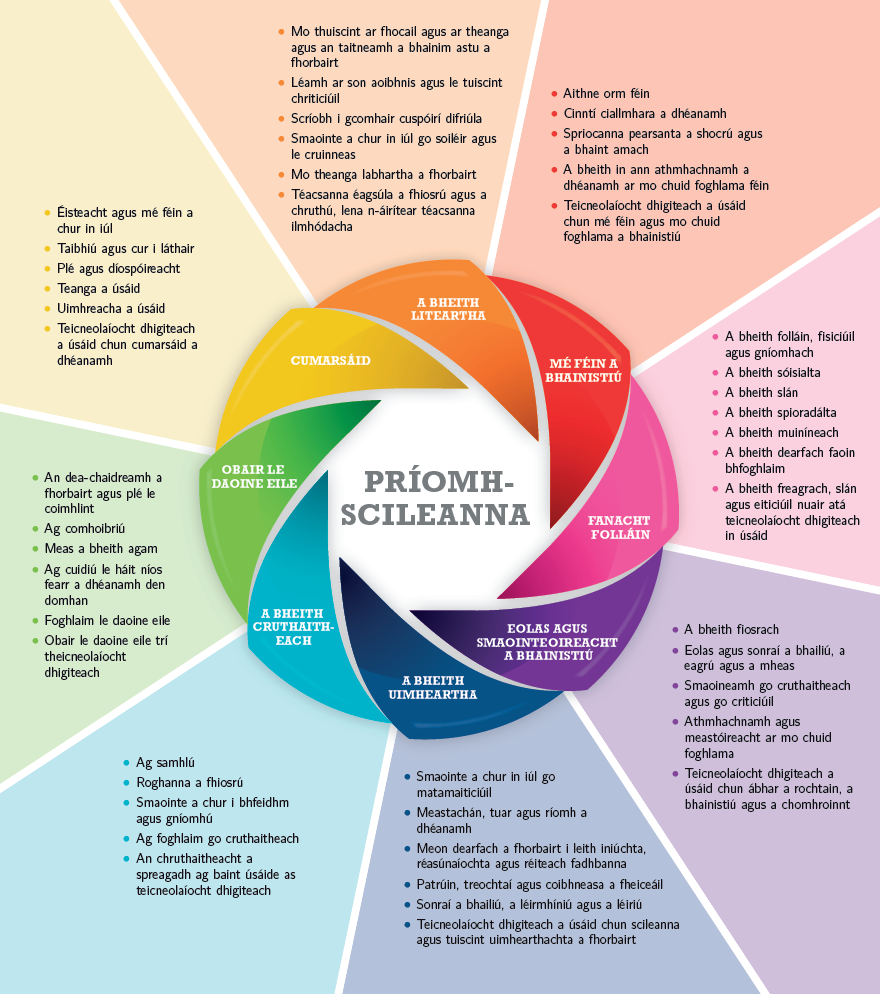 PRÍOMH-
SCILEANNA
A BHEITH
LITEARTHA
• Mo thuiscint ar fhocail agus ar theanga
agus an taitneamh a bhainim astu a
fhorbairt
• Léamh ar son aoibhnis agus le tuiscint
chriticiúil
• Scríobh i gcomhair cuspóirí difriúla
• Smaointe a chur in iúl go soiléir agus
le cruinneas
• Mo theanga labhartha a fhorbairt
• Téacsanna éagsúla a fhiosrú agus a
chruthú, lena n-áirítear téacsanna
ilmhódacha
MÉ FÉIN A
BHAINISTIÚ
• Aithne orm féin
• Cinntí ciallmhara a dhéanamh
• Spriocanna pearsanta a shocrú agus
a bhaint amach
• A bheith in ann athmhachnamh a
dhéanamh ar mo chuid foghlama féin
• Teicneolaíocht dhigiteach a úsáid
chun mé féin agus mo chuid
foghlama a bhainistiú
FANACHT
FOLLÁIN
• A bheith folláin, fisiciúil
agus gníomhach
• A bheith sóisialta
• A bheith slán
• A bheith spioradálta
• A bheith muiníneach
• A bheith dearfach faoin
bhfoghlaim
• A bheith freagrach, slán
agus eiticiúil nuair atá
teicneolaíocht dhigiteach
in úsáid
EOLAS AGUS
SMAOINTEOIREACHT
A BHAINISTIÚ
• A bheith fiosrach
• Eolas agus sonraí a bhailiú, a
eagrú agus a mheas
• Smaoineamh go cruthaitheach
agus go criticiúil
• Athmhachnamh agus
meastóireacht ar mo chuid
foghlama
• Teicneolaíocht dhigiteach a
úsáid chun ábhar a rochtain, a
bhainistiú agus a chomhroinnt
A BHEITH
UIMHEARTHA
• Smaointe a chur in iúl go
matamaiticiúil
• Meastachán, tuar agus ríomh a
dhéanamh
• Meon dearfach a fhorbairt i leith iniúchta,
réasúnaíochta agus réiteach fadhbanna
• Patrúin, treochtaí agus coibhneasa a fheiceáil
• Sonraí a bhailiú, a léirmhíniú agus a léiriú
• Teicneolaíocht dhigiteach a úsáid chun scileanna
agus tuiscint uimhearthachta a fhorbairt
A BHEITH
CRUTHAITH-
EACH
• Ag samhlú
• Roghanna a fhiosrú
• Smaointe a chur i bhfeidhm
agus gníomhú
• Ag foghlaim go cruthaitheach
• An chruthaitheacht a
spreagadh ag baint úsáide as
teicneolaíocht dhigiteach
OBAIR LE
DAOINE EILE
• An dea-chaidreamh a
fhorbairt agus plé le
coimhlint
• Ag comhoibriú
• Meas a bheith agam
• Ag cuidiú le háit níos
fearr a dhéanamh den
domhan
• Foghlaim le daoine eile
• Obair le daoine eile trí
theicneolaíocht
dhigiteach
CUMARSÁID
• Éisteacht agus mé féin a
chur in iúl
• Taibhiú agus cur i láthair
• Plé agus díospóireacht
• Teanga a úsáid
• Uimhreacha a úsáid
• Teicneolaíocht dhigiteach
a úsáid chun cumarsáid a
dhéanamh